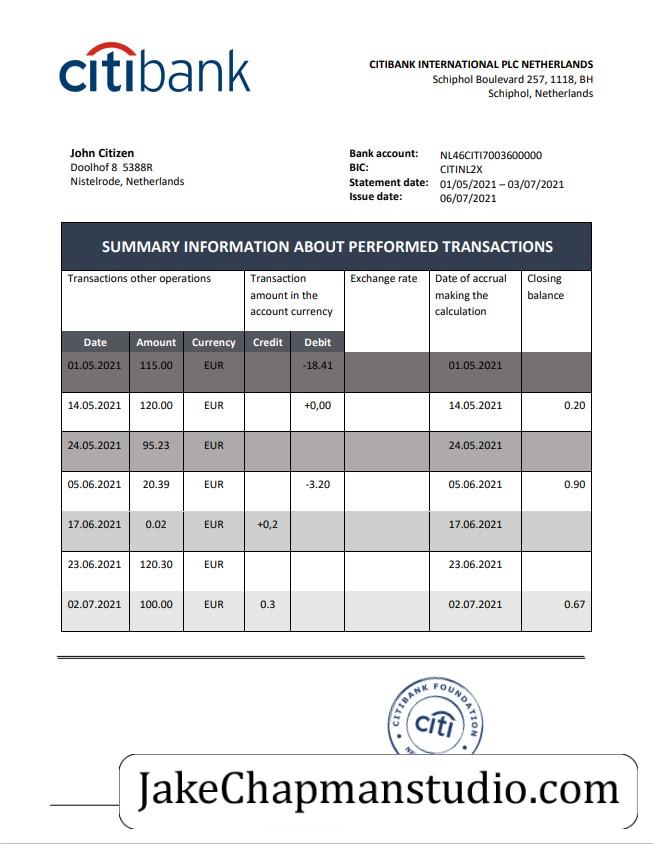 citibank
CITIBANK INTERNATIONAL PLC NETHERLANDS
Schiphol Boulevard 257, 1118, BH
Schiphol, Netherlands
John Citizen
Doolhof 8 5388R
Nistelrode, Netherlands
Bank account: NL46CITI7003600000
BIC: CITINL2X
Statement date: 01/05/2021 – 03/07/2021
Issue date: 06/07/2021
SUMMARY INFORMATION ABOUT PERFORMED TRANSACTIONS
Transactions other operations
Transaction
amount in the
account currency
Exchange rate
Date of accrual
making the
calculation
Closing
balance
Date Amount Currency Credit Debit
01.05.2021 115.00 EUR -18.41 01.05.2021
14.05.2021 120.00 EUR +0,00 14.05.2021 0.20
24.05.2021 95.23 EUR 24.05.2021
05.06.2021 20.39 EUR -3.20 05.06.2021 0.90
17.06.2021 0.02 EUR +0,2 17.06.2021
23.06.2021 120.30 EUR 23.06.2021
02.07.2021 100.00 EUR 0.3 02.07.2021 0.67
CITIBANK FOUNDATION
citi
JakeChapmanstudio.com